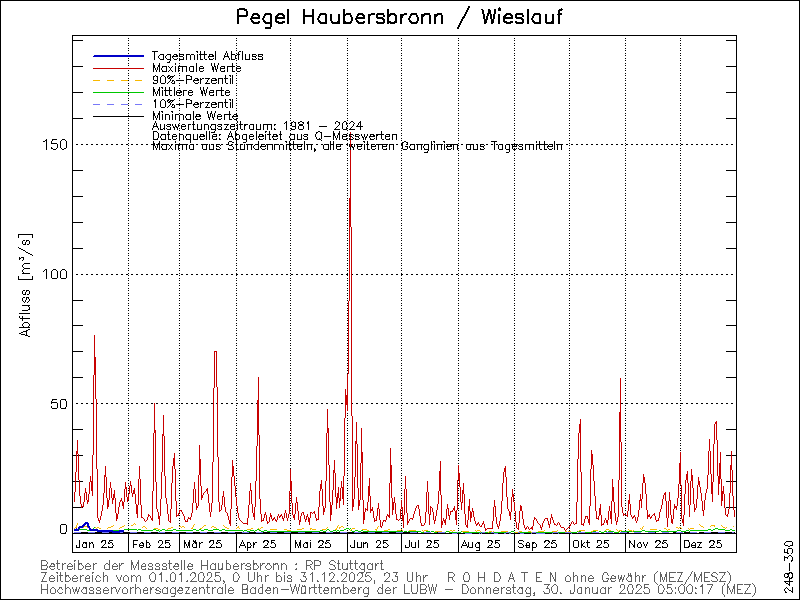 Pegel Haubersbronn / Wieslauf
Tagesmittel Abfluss
Maximale Werte
90%-Perzentil
Mittlere Werte
10%-Perzentil
Minimale Werte
Auswertungszeitraum: 1981 - 2024
Datenquelle: Abgeleitet aus Q-Messwerten
Maxima aus Stundenmitteln, alle weiteren Ganglinien aus Tagesmitteln
150
100
50
0
Abfluss [m³/s]
Jan 25 Feb 25 Mär 25 Apr 25 Mai 25 Jun 25 Jul 25 Aug 25 Sep 25 Okt 25 Nov 25 Dez 25
Betreiber der Messstelle Haubersbronn : RP Stuttgart
Zeitbereich vom 01.01.2025, 0 Uhr bis 31.12.2025, 23 Uhr R O H D A T E N ohne Gewähr (MEZ/MESZ)
Hochwasservorhersagezentrale Baden-Württemberg der LUBW - Donnerstag, 30. Januar 2025 05:00:17 (MEZ)
248-350